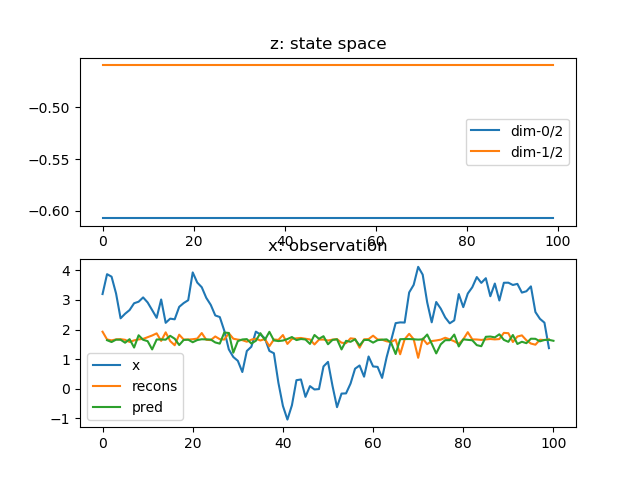 z: state space
−0.50
−0.55
−0.60
dim-0/2
dim-1/2
0 20 40 60 80 100
x: observation
4
3
2
1
0
−1
x
recons
pred
0 20 40 60 80 100